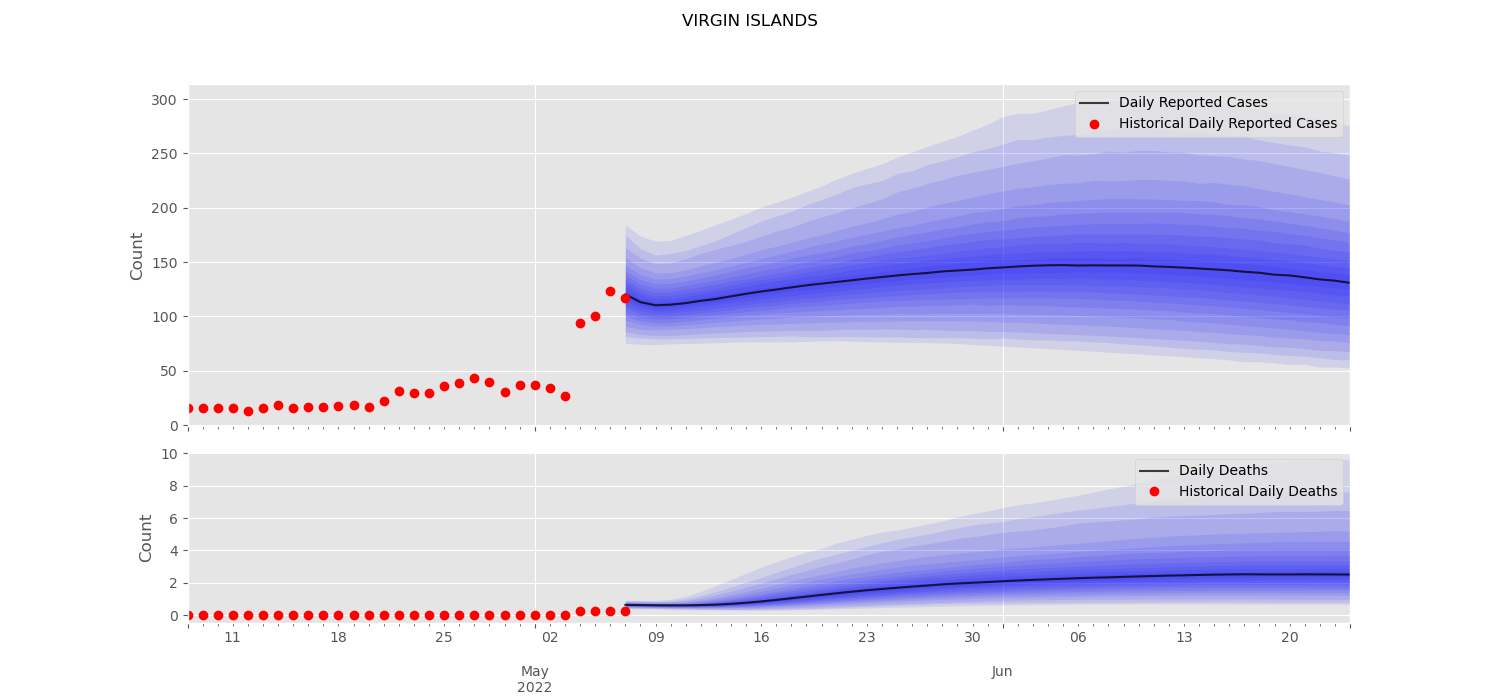 VIRGIN ISLANDS
300
250
200
150
100
50
0
Count
Daily Reported Cases
Historical Daily Reported Cases
10
8
6
4
2
0
Count
Daily Deaths
Historical Daily Deaths
11 18 25 02 09 16 23 30 06 13 20
May Jun
2022